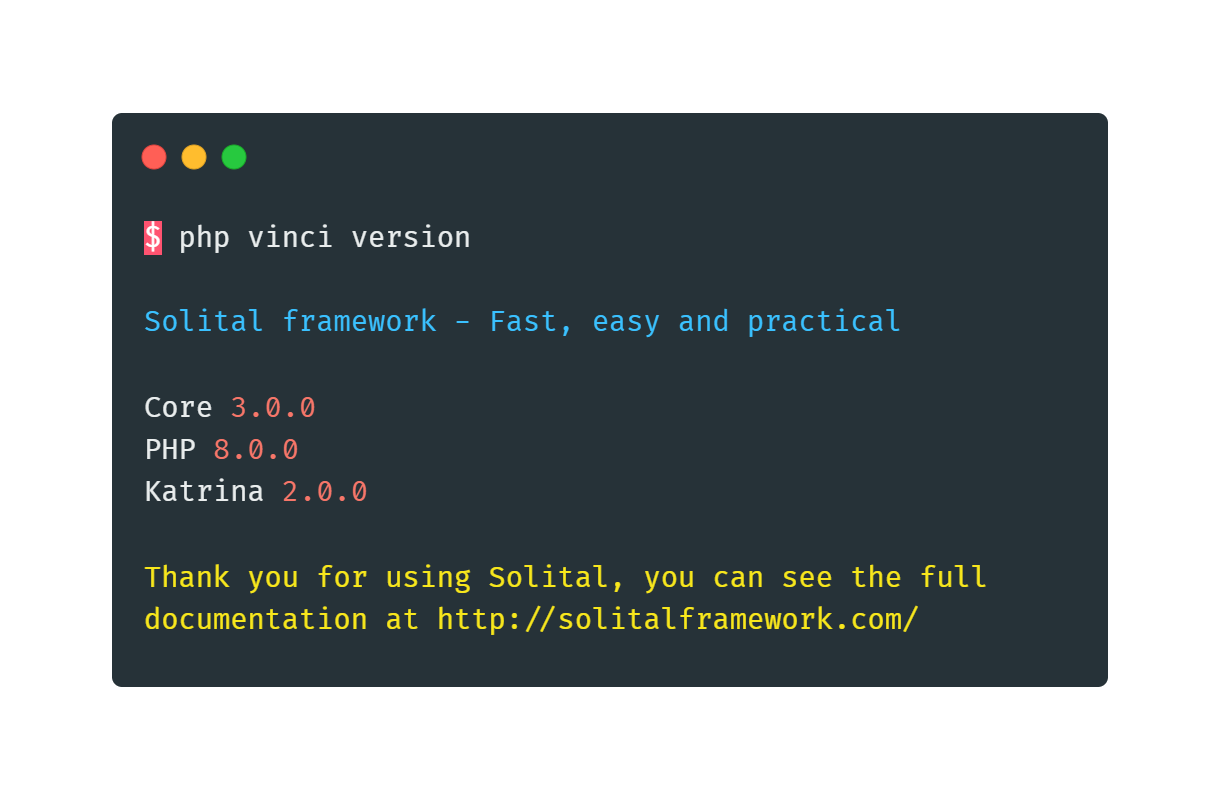 $ php vinci version
Solital framework - Fast, easy and practical
Core 3.0.0
PHP 8.0.0
Katrina 2.0.0
Thank you for using Solital, you can see the full
documentation at http://solitalframework.com/